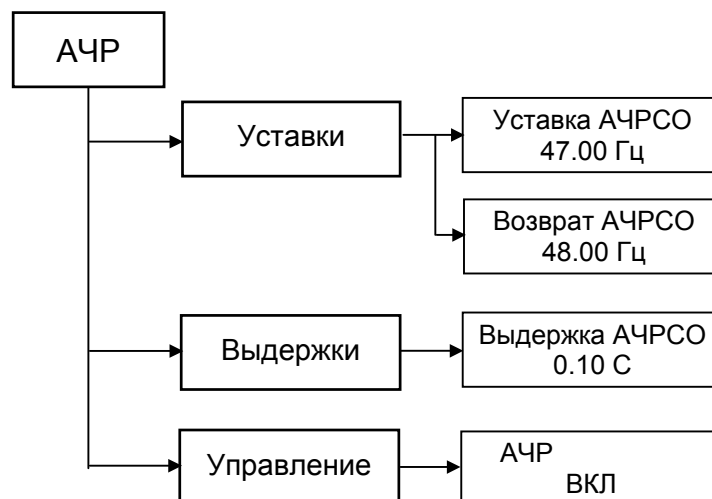 АЧР
Уставки
Уставка АЧРСО
47.00 Гц
Возврат АЧРСО
48.00 Гц
Выдержки
Выдержка АЧРСО
0.10 С
Управление
АЧР
ВКЛ